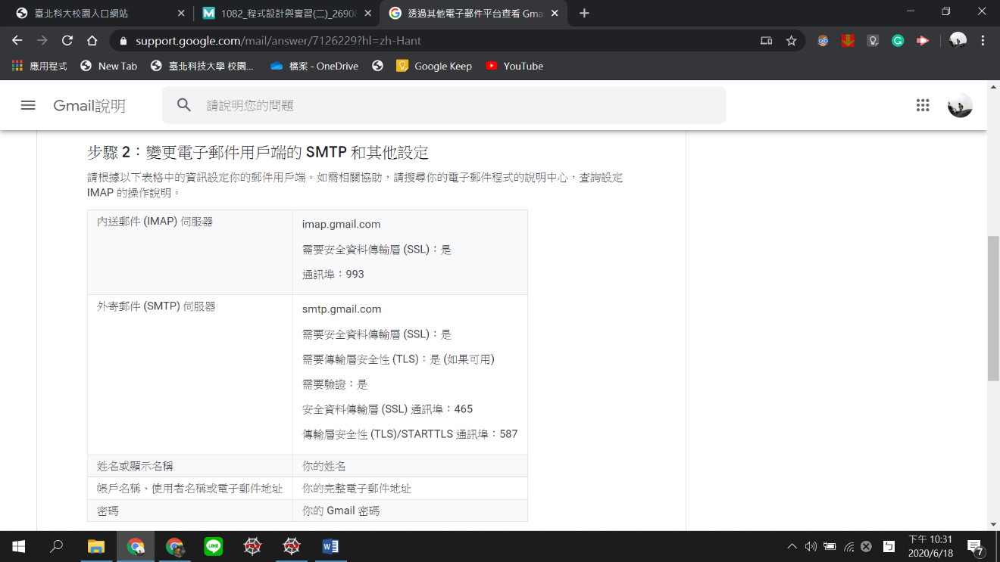 臺北科大校園入口網站
1082_程式設計與實習(二)_26908
透過其他電子郵件平台查看 Gma
support.google.com/mail/answer/7126229?hl=zh-Hant
應用程式
New Tab
臺北科技大學 校園...
檔案 - OneDrive
Google Keep
YouTube
Gmail說明
請說明您的問題
步驟 2：變更電子郵件用戶端的 SMTP 和其他設定
請根據以下表格中的資訊設定你的郵件用戶端。如需相關協助，請搜尋你的電子郵件程式的說明中心，查詢設定
IMAP 的操作說明。
內送郵件 (IMAP) 伺服器
imap.gmail.com
需要安全資料傳輸層 (SSL)：是
通訊埠：993
外寄郵件 (SMTP) 伺服器
smtp.gmail.com
需要安全資料傳輸層 (SSL)：是
需要傳輸層安全性 (TLS)：是 (如果可用)
需要驗證：是
安全資料傳輸層 (SSL) 通訊埠：465
傳輸層安全性 (TLS)/STARTTLS 通訊埠：587
姓名或顯示名稱
你的姓名
帳戶名稱、使用者名稱或電子郵件地址
你的完整電子郵件地址
密碼
你的 Gmail 密碼
LINE
ㄅ
下午 10:31
2020/6/18
7